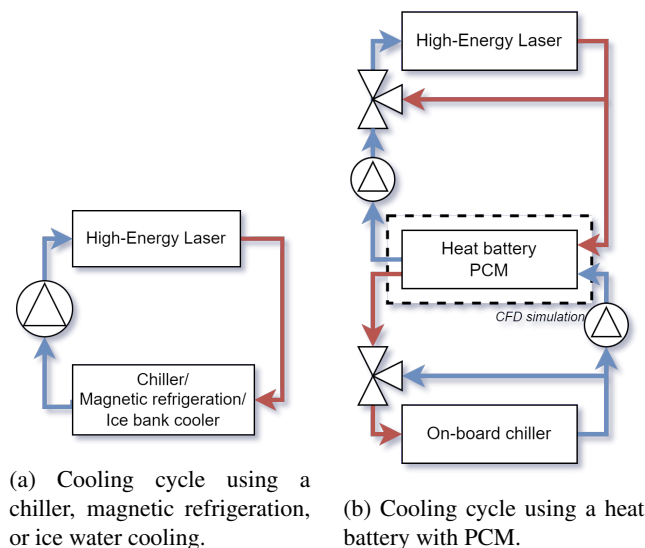 High-Energy Laser
Chiller/
Magnetic refrigeration/
Ice bank cooler
(a) Cooling cycle using a
chiller, magnetic refrigeration,
or ice water cooling.
High-Energy Laser
Heat battery
PCM
CFD simulation
On-board chiller
(b) Cooling cycle using a heat
battery with PCM.